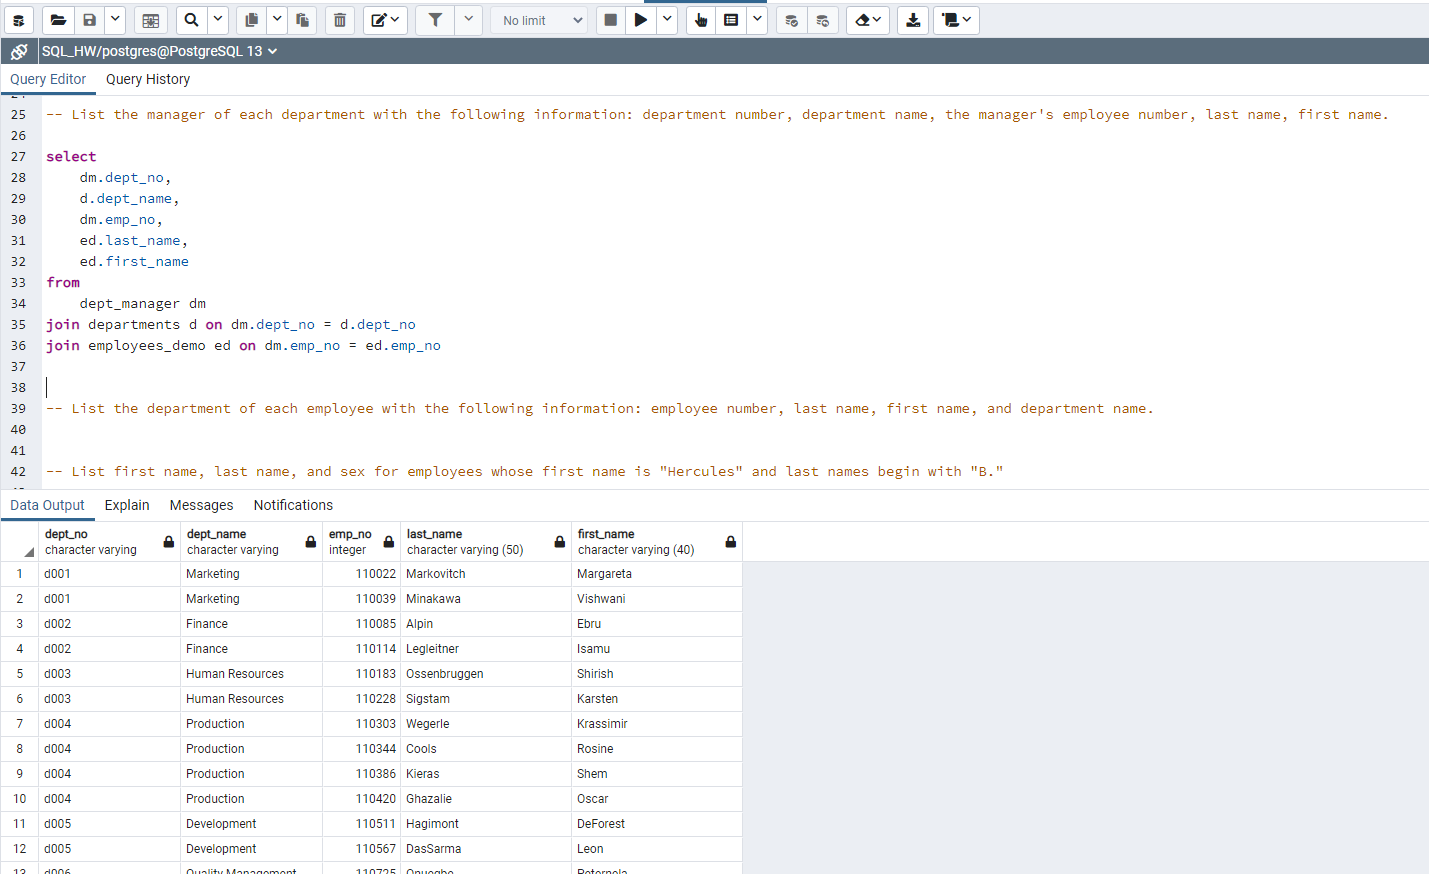 No limit
SQL_HW/postgres@PostgreSQL 13
Query Editor Query History
25 -- List the manager of each department with the following information: department number, department name, the manager's employee number, last name, first name.
26
27 select
28 dm.dept_no,
29 d.dept_name,
30 dm.emp_no,
31 ed.last_name,
32 ed.first_name
33 from
34 dept_manager dm
35 join departments d on dm.dept_no = d.dept_no
36 join employees_demo ed on dm.emp_no = ed.emp_no
37
38
39 -- List the department of each employee with the following information: employee number, last name, first name, and department name.
40
41
42 -- List first name, last name, and sex for employees whose first name is "Hercules" and last names begin with "B."
Data Output Explain Messages Notifications
dept_no dept_name emp_no last_name first_name
character varying character varying integer character varying (50) character varying (40)
1 d001 Marketing 110022 Markovitch Margareta
2 d001 Marketing 110039 Minakawa Vishwani
3 d002 Finance 110085 Alpin Ebru
4 d002 Finance 110114 Legleitner Isamu
5 d003 Human Resources 110183 Ossenbruggen Shirish
6 d003 Human Resources 110228 Sigstam Karsten
7 d004 Production 110303 Wegerle Krassimir
8 d004 Production 110344 Cools Rosine
9 d004 Production 110386 Kieras Shem
10 d004 Production 110420 Ghazalie Oscar
11 d005 Development 110511 Hagimont DeForest
12 d005 Development 110567 DasSarma Leon
13 d006 Quality Management 110725